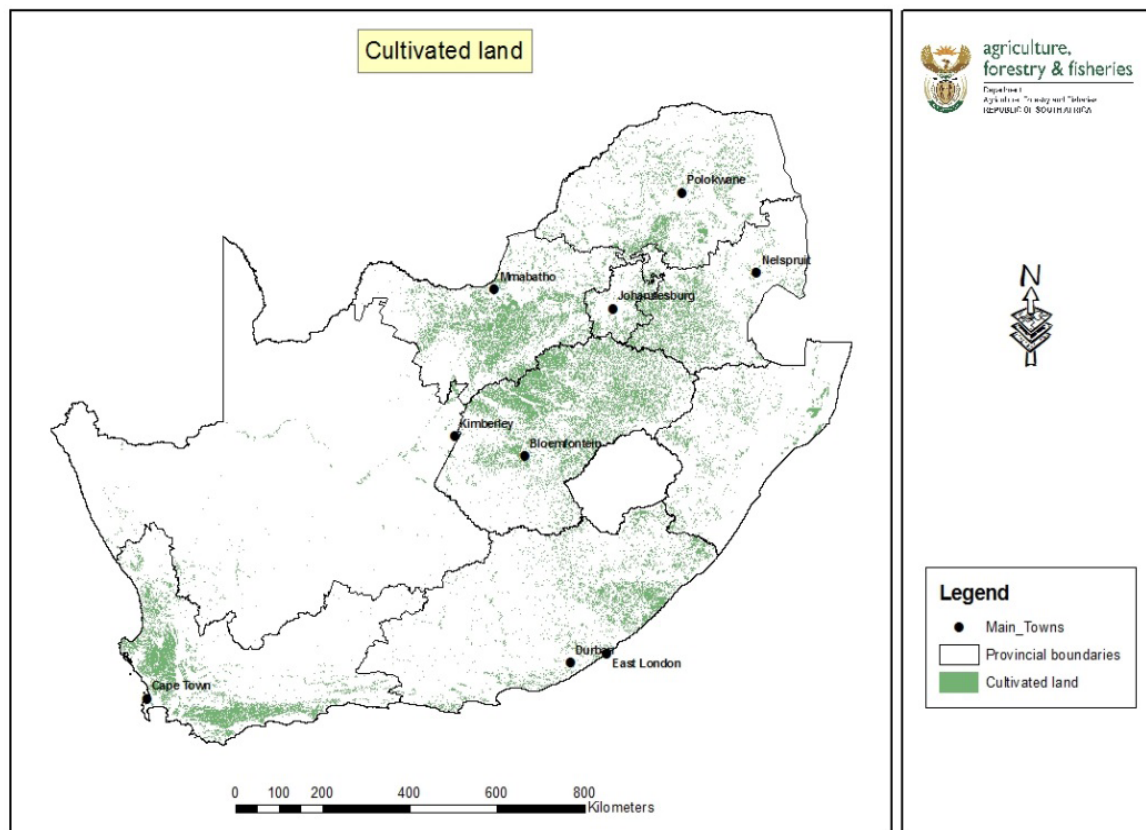 Cultivated land
agriculture,
forestry & fisheries
Department
Agriculture, Forestry and Fisheries
REPUBLIC OF SOUTH AFRICA
Polokwane
Nelspruit
Mmabatho
Johannesburg
Kimberley
Bloemfontein
Durban
East London
Cape Town
N
Legend
Main_Towns
Provincial boundaries
Cultivated land
0 100 200 400 600 800
Kilometers